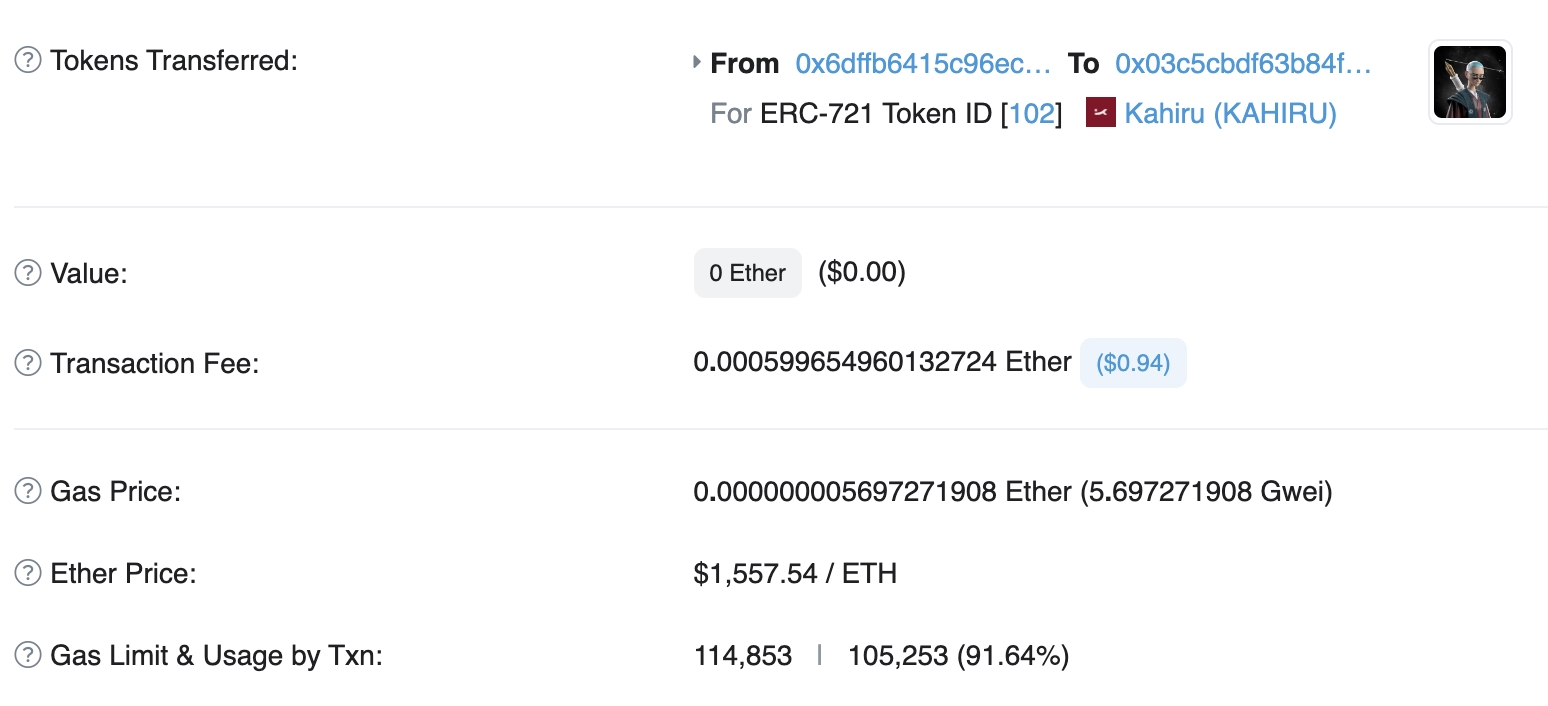 Tokens Transferred:
From 0x6dffb6415c96ec... To 0x03c5cbdf63b84f...
For ERC-721 Token ID [102] Kahiru (KAHIRU)
Value:
0 Ether ($0.00)
Transaction Fee:
0.000599654960132724 Ether ($0.94)
Gas Price:
0.000000005697271908 Ether (5.697271908 Gwei)
Ether Price:
$1,557.54 / ETH
Gas Limit & Usage by Txn:
114,853 | 105,253 (91.64%)